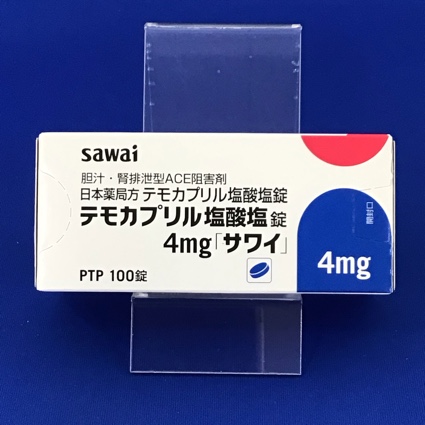 sawai
胆汁・腎排泄型ACE阻害剤
日本薬局方 テモカプリル塩酸塩錠
テモカプリル塩酸塩錠
4mg「サワイ」
PTP 100錠
4mg
開封口